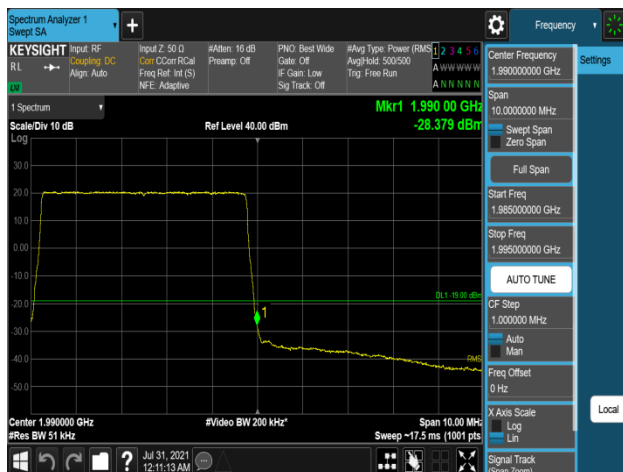 Spectrum Analyzer 1
Swept SA
Frequency
KEYSIGHT Input: RF
Coupling: DC
Align: Auto
RL
Input Z: 50 Ω
Corr CCorr RCal
Freq Ref: Int (S)
NFE: Adaptive
#Atten: 16 dB
Preamp: Off
PNO: Best Wide
Gate: Off
IF Gain: Low
Sig Track: Off
#Avg Type: Power (RMS
Avg|Hold: 500/500
Trig: Free Run
1 2 3 4 5 6
A W W W W W
A N N N N N
1 Spectrum
Scale/Div 10 dB
Ref Level 40.00 dBm
Mkr1 1.990 00 GHz
-28.379 dBm
Log
30.0
20.0
10.0
0.00
-10.0
-20.0
-30.0
-40.0
-50.0
DL1 -19.00 dBm
1
RMS
Center 1.990000 GHz
#Res BW 51 kHz
#Video BW 200 kHz*
Span 10.00 MHz
Sweep ~17.5 ms (1001 pts
Jul 31, 2021
12:11:13 AM
Center Frequency
1.990000000 GHz
Settings
Span
10.0000000 MHz
Swept Span
Zero Span
Full Span
Start Freq
1.985000000 GHz
Stop Freq
1.995000000 GHz
AUTO TUNE
CF Step
1.000000 MHz
Auto
Man
Freq Offset
0 Hz
X Axis Scale
Log
Lin
Local
Signal Track
(Span Zoom)